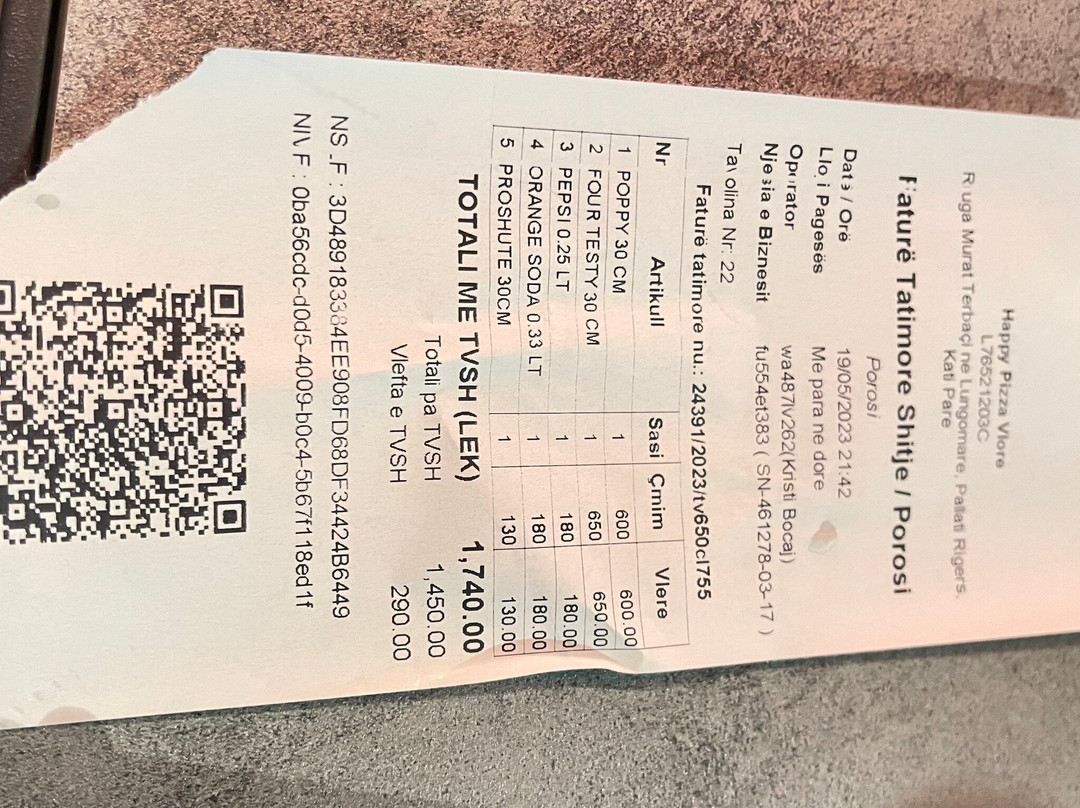 Happy Pizza Vlore
L76521203C
Rruga Murat Terbaçi ne Lungomare, Pallati Rigers,
Kati Pare
Faturë Tatimore Shitje / Porosi
Porosi
Datë / Orë 19/05/2023 21:42
Lloji Pagesës Me para ne dore
Operator wa487lv262(Kristi Bocaj)
Njesia e Biznesit fu554et383 ( SN-461278-03-17 )
Tavolina Nr: 22
Faturë tatimore nu.: 24391/2023/tv650cl755
Nr Artikull Sasi Çmim Vlere
1 POPPY 30 CM 1 600 600.00
2 FOUR TESTY 30 CM 1 650 650.00
3 PEPSI 0.25 LT 1 180 180.00
4 ORANGE SODA 0.33 LT 1 180 180.00
5 PROSHUTE 30CM 1 130 130.00
TOTALI ME TVSH (LEK) 1,740.00
Totali pa TVSH 1,450.00
Vlefta e TVSH 290.00
NSLF : 3D489183384EE908FD68DF34424B6449
NIVF : 0ba56cdc-d0d5-4009-b0c4-5b67f118ed1f